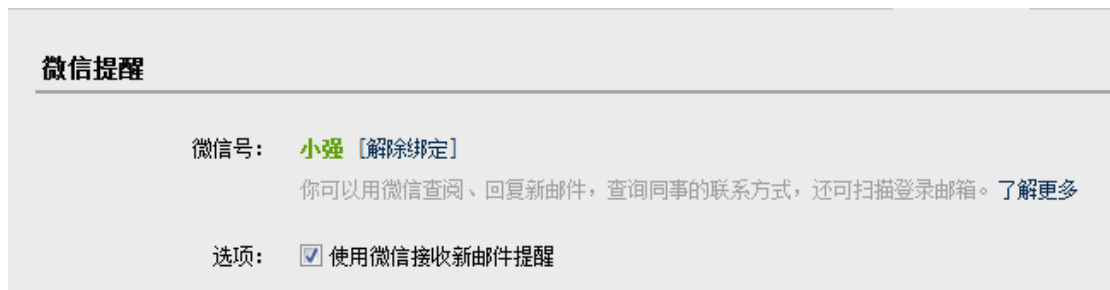 微信提醒
微信号： 小强 [解除绑定]
你可以用微信查阅、回复新邮件，查询同事的联系方式，还可扫描登录邮箱。了解更多
选项： 使用微信接收新邮件提醒